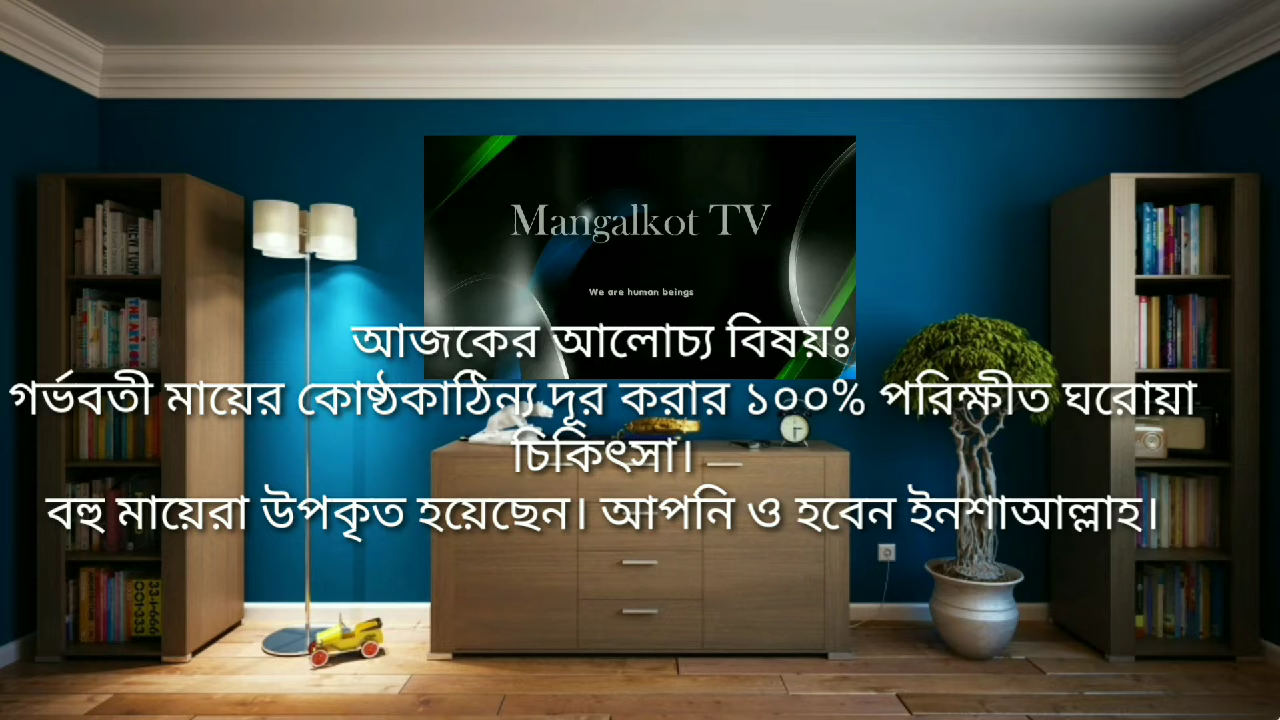 Mangalkot TV
We are human beings
আজকের আলোচ্য বিষয়ঃ
গর্ভবতী মায়ের কোষ্ঠকাঠিন্য দূর করার ১০০% পরিক্ষীত ঘরোয়া
চিকিৎসা।
বহু মায়েরা উপকৃত হয়েছেন। আপনি ও হবেন ইনশাআল্লাহ।